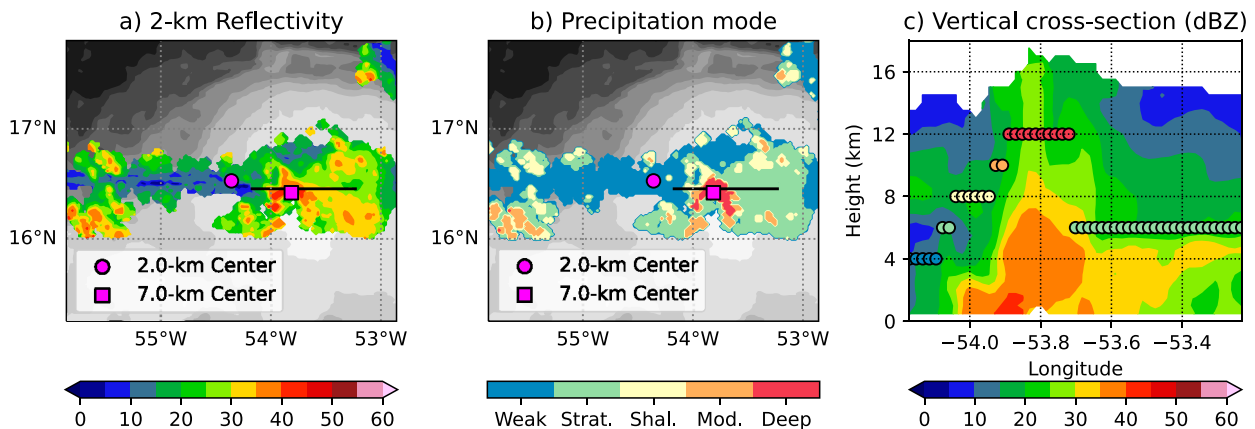 a) 2-km Reflectivity
b) Precipitation mode
c) Vertical cross-section (dBZ)
17°N
16°N
2.0-km Center
7.0-km Center
55°W 54°W 53°W
0 10 20 30 40 50 60
17°N
16°N
2.0-km Center
7.0-km Center
55°W 54°W 53°W
Weak Strat. Shal. Mod. Deep
Height (km)
16
12
8
4
0
−54.0 −53.8 −53.6 −53.4
Longitude
0 10 20 30 40 50 60